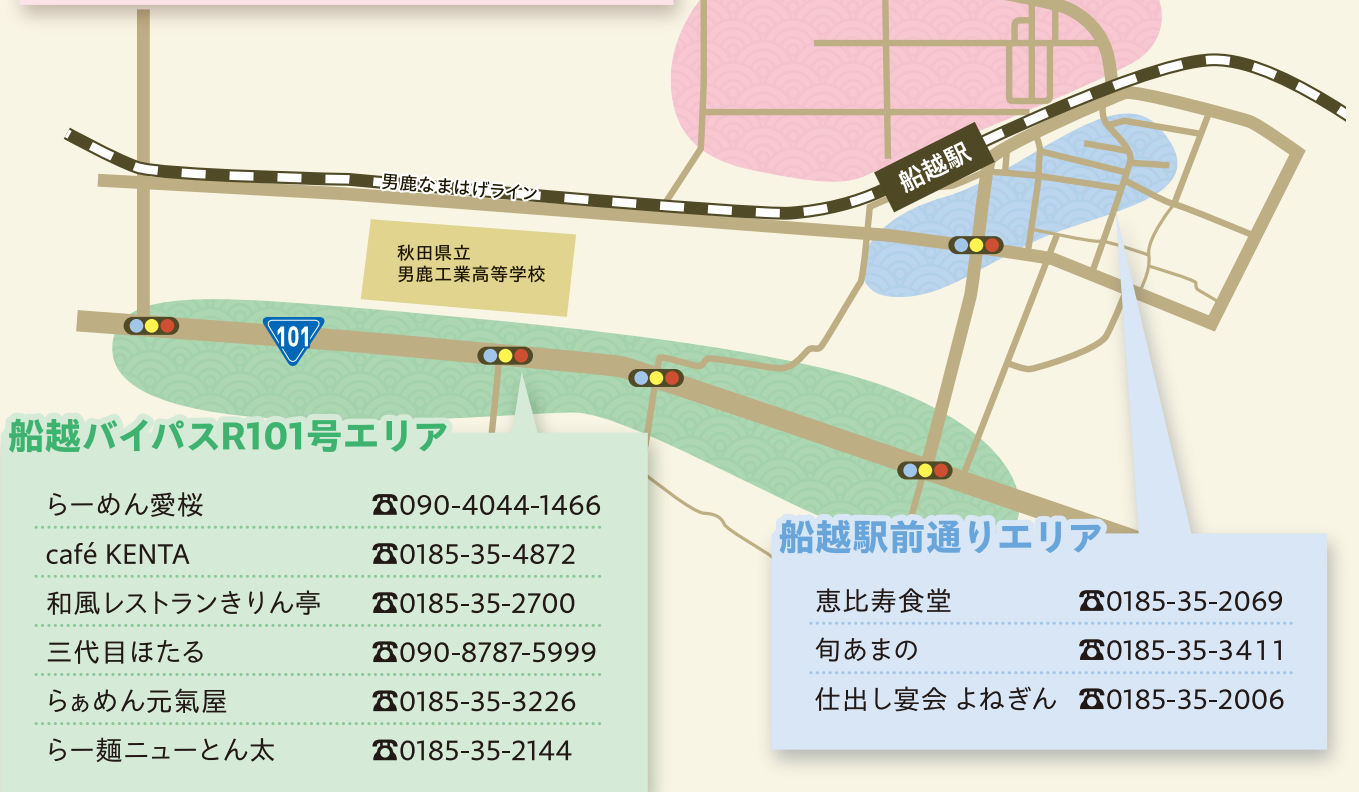 船越駅
男鹿なまはげライン
秋田県立
男鹿工業高等学校
101
船越バイパスR101号エリア
らーめん愛桜 ☎090-4044-1466
café KENTA ☎0185-35-4872
和風レストランきりん亭 ☎0185-35-2700
三代目ほたる ☎090-8787-5999
らぁめん元氣屋 ☎0185-35-3226
らー麺ニューとん太 ☎0185-35-2144
船越駅前通りエリア
恵比寿食堂 ☎0185-35-2069
旬あまの ☎0185-35-3411
仕出し宴会 よねぎん ☎0185-35-2006